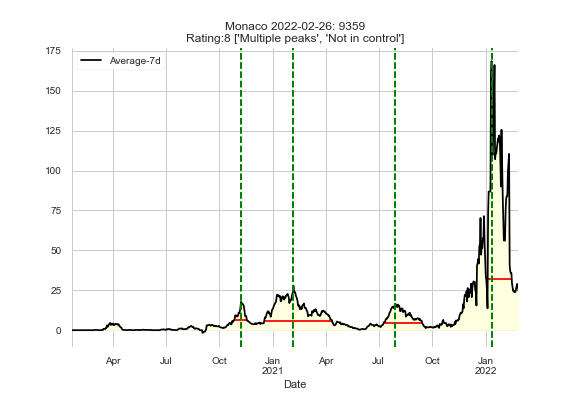 Monaco 2022-02-26: 9359
Rating:8 ['Multiple peaks', 'Not in control']
175
Average-7d
150
125
100
75
50
25
0
Apr
Jul
Oct
Jan
2021
Apr
Jul
Oct
Jan
2022
Date